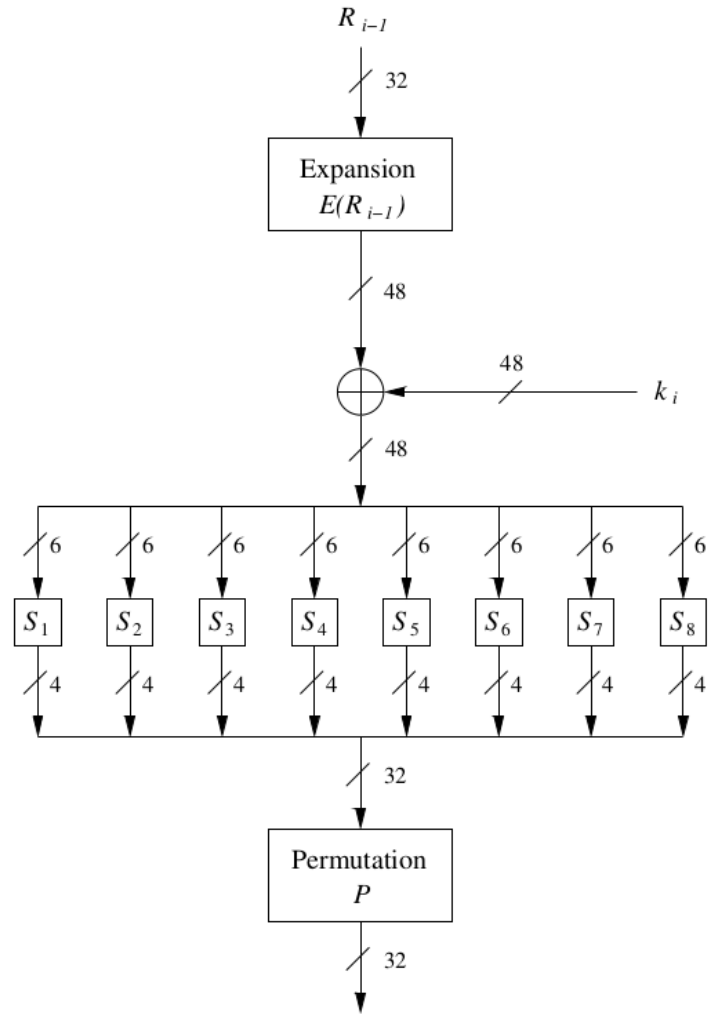 R i−1
32
Expansion
E(R i−1)
48
48
k i
48
6 6 6 6 6 6 6 6
S1 S2 S3 S4 S5 S6 S7 S8
4 4 4 4 4 4 4 4
32
Permutation
P
32